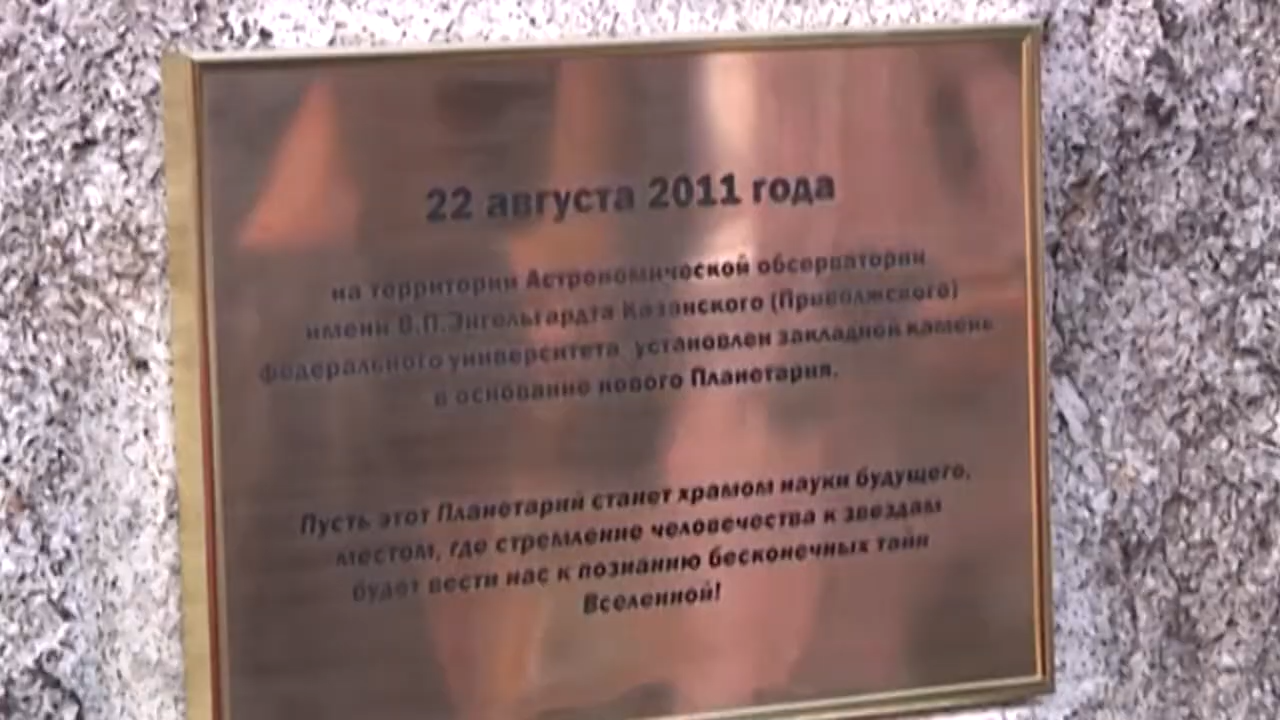 22 августа 2011 года
на территории Астрономической обсерватории
имени В.П.Энгельгардта Казанского (Приволжского)
федерального университета установлен закладной камень
в основание нового Планетария.
Пусть этот Планетарий станет храмом науки будущего,
местом, где стремление человечества к звездам
будет вести нас к познанию бесконечных тайн
Вселенной!